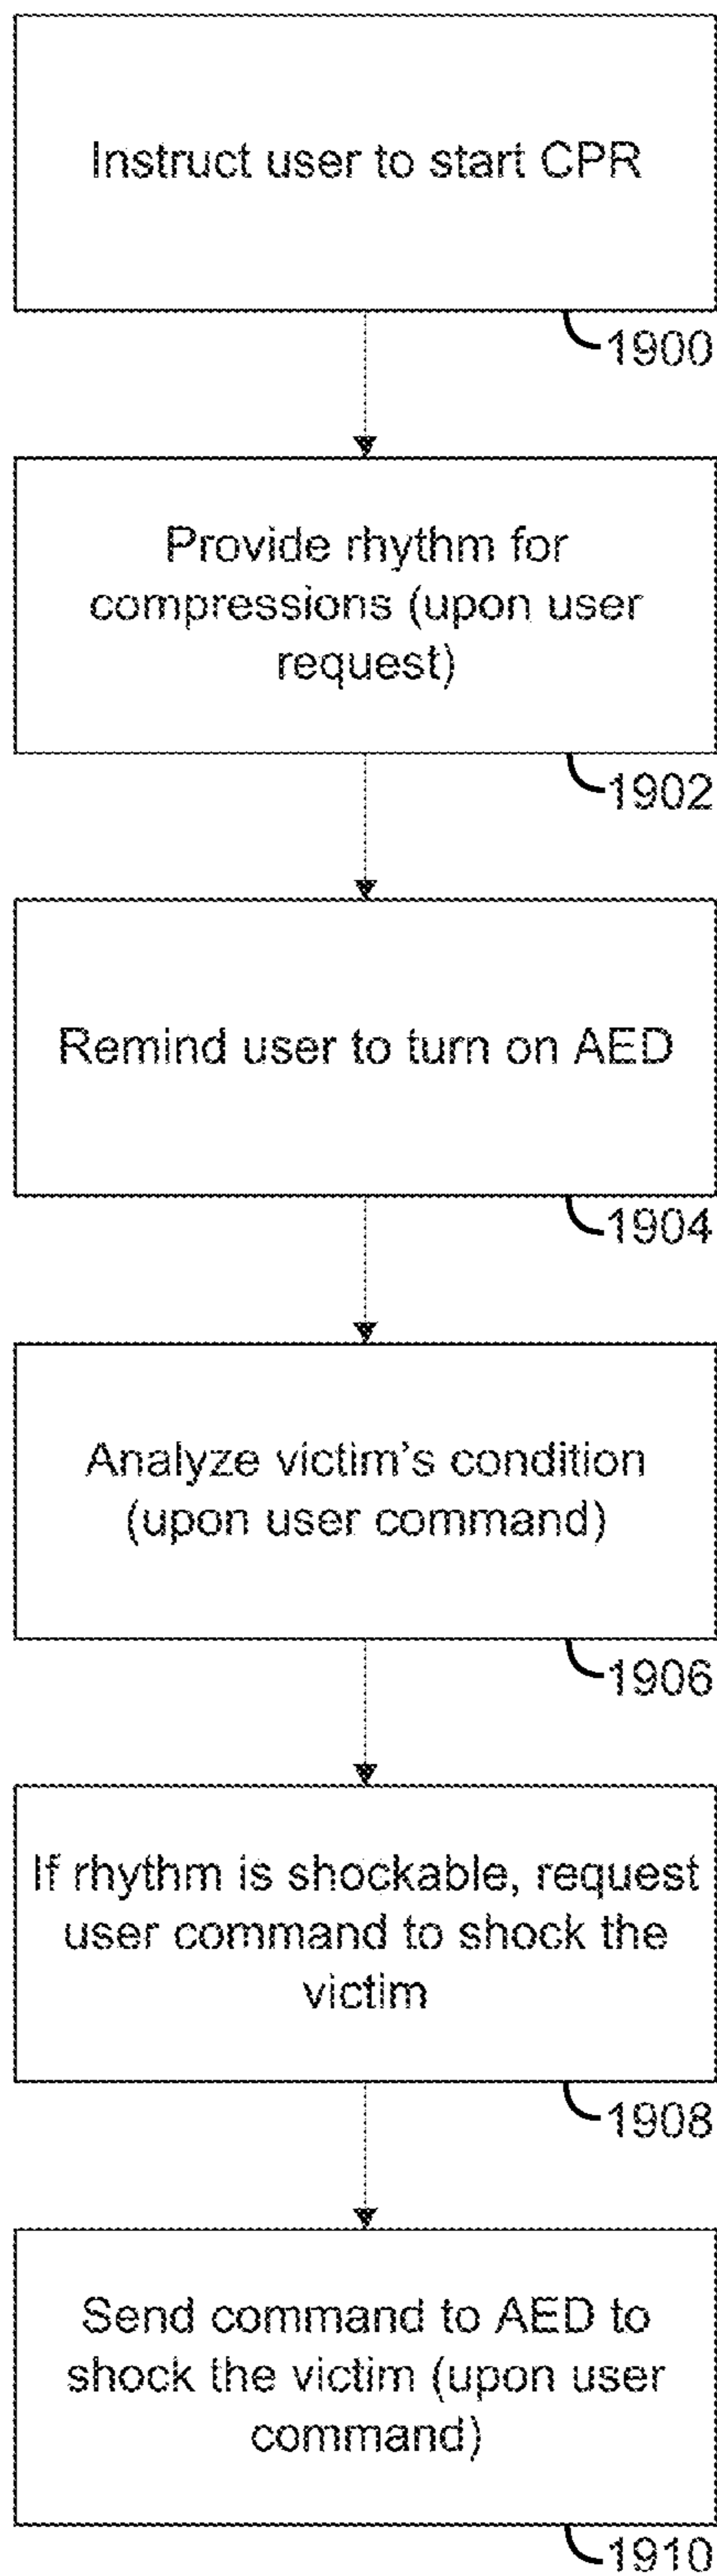 Instruct user to start CPR
1900
Provide rhythm for
compressions (upon user
request)
1902
Remind user to turn on AED
1904
Analyze victim's condition
(upon user command)
1906
If rhythm is shockable, request
user command to shock the
victim
1908
Send command to AED to
shock the victim (upon user
command)
1910